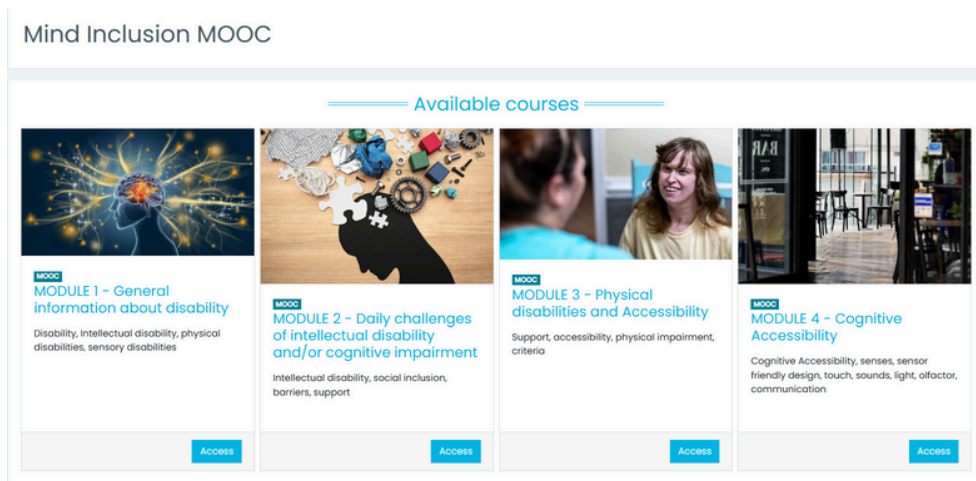 Mind Inclusion MOOC
Available courses
MOOC
MODULE 1 - General
information about disability
Disability, Intellectual disability, physical
disabilities, sensory disabilities
Access
MOOC
MODULE 2 - Daily challenges
of intellectual disability
and/or cognitive impairment
Intellectual disability, social inclusion,
barriers, support
Access
MOOC
MODULE 3 - Physical
disabilities and Accessibility
Support, accessibility, physical impairment,
criteria
Access
BAR
MOOC
MODULE 4 - Cognitive
Accessibility
Cognitive Accessibility, senses, sensor
friendly design, touch, sounds, light, olfactor,
communication
Access